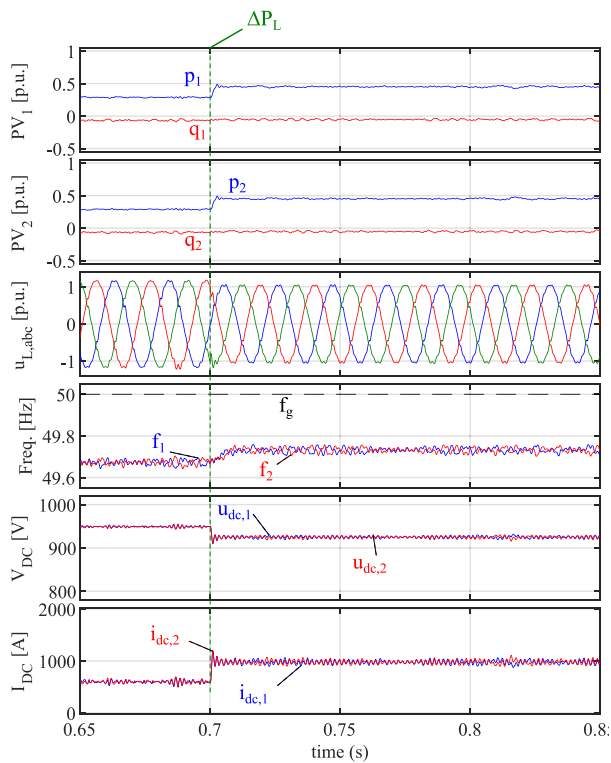 ΔP_L
PV_1 [p.u.]
1
0.5
0
-0.5
p_1
q_1
PV_2 [p.u.]
1
0.5
0
-0.5
p_2
q_2
u_L,abc [p.u.]
1
0
-1
Freq. [Hz]
50
49.8
49.6
f_g
f_1
f_2
V_DC [V]
1000
900
800
u_dc,1
u_dc,2
I_DC [A]
2000
1000
0
i_dc,2
i_dc,1
0.65 0.7 0.75 0.8 0.85
time (s)